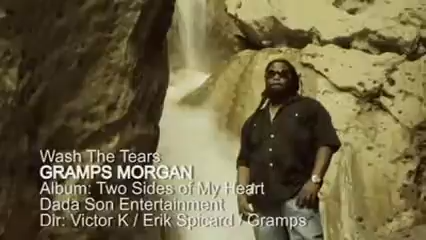 Wash The Tears
GRAMPS MORGAN
Album: Two Sides of My Heart
Dada Son Entertainment
Dir: Victor K / Erik Spicard / Gramps